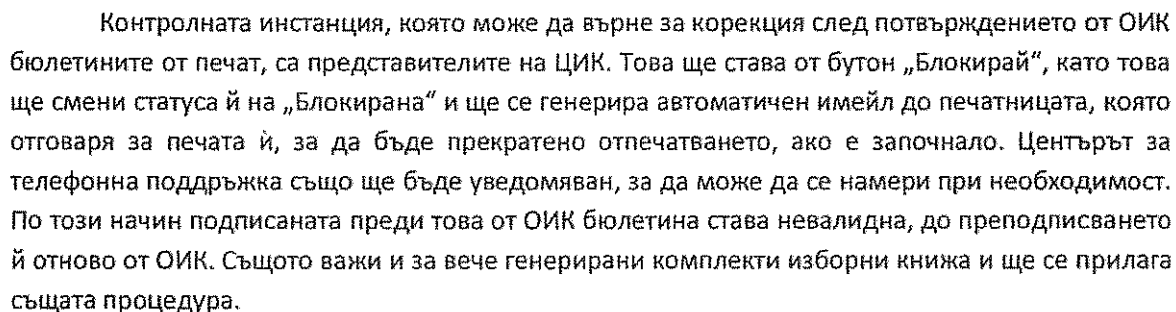 Контролната инстанция, която може да върне за корекция след потвърждението от ОИК
бюлетините от печат, са представителите на ЦИК. Това ще става от бутон „Блокирай“, като това
ще смени статуса й на „Блокирана“ и ще се генерира автоматичен имейл до печатницата, която
отговаря за печата ѝ, за да бъде прекратено отпечатването, ако е започнало. Центърът за
телефонна поддръжка също ще бъде уведомяван, за да може да се намери при необходимост.
По този начин подписаната преди това от ОИК бюлетина става невалидна, до преподписването
й отново от ОИК. Същото важи и за вече генерирани комплекти изборни книжа и ще се прилага
същата процедура.